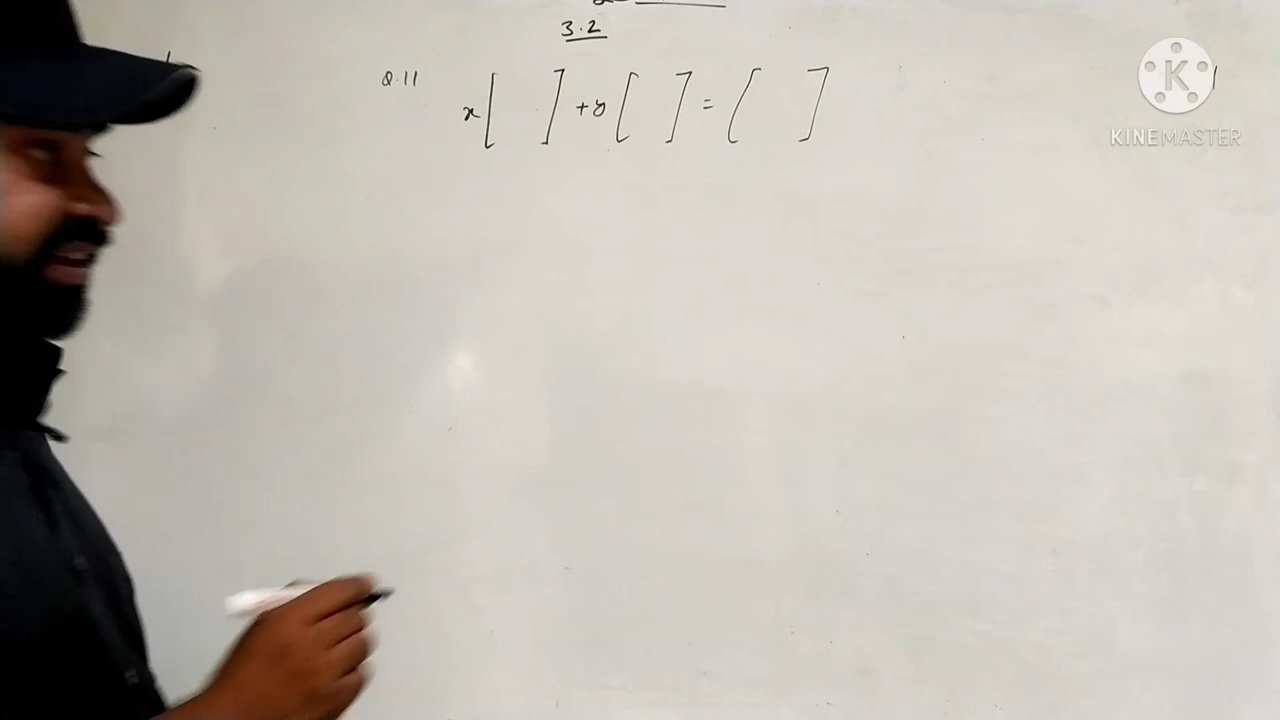 3.2
Q.11 x[ ] + y[ ] = [ ]
KINEMASTER